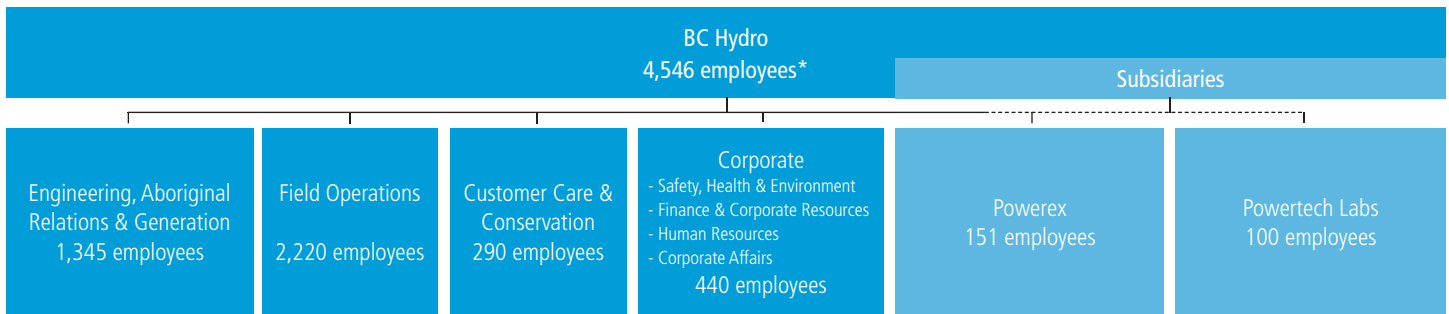 BC Hydro
4,546 employees*
Subsidiaries
Engineering, Aboriginal
Relations & Generation
1,345 employees
Field Operations
2,220 employees
Customer Care &
Conservation
290 employees
Corporate
- Safety, Health & Environment
- Finance & Corporate Resources
- Human Resources
- Corporate Affairs
440 employees
Powerex
151 employees
Powertech Labs
100 employees